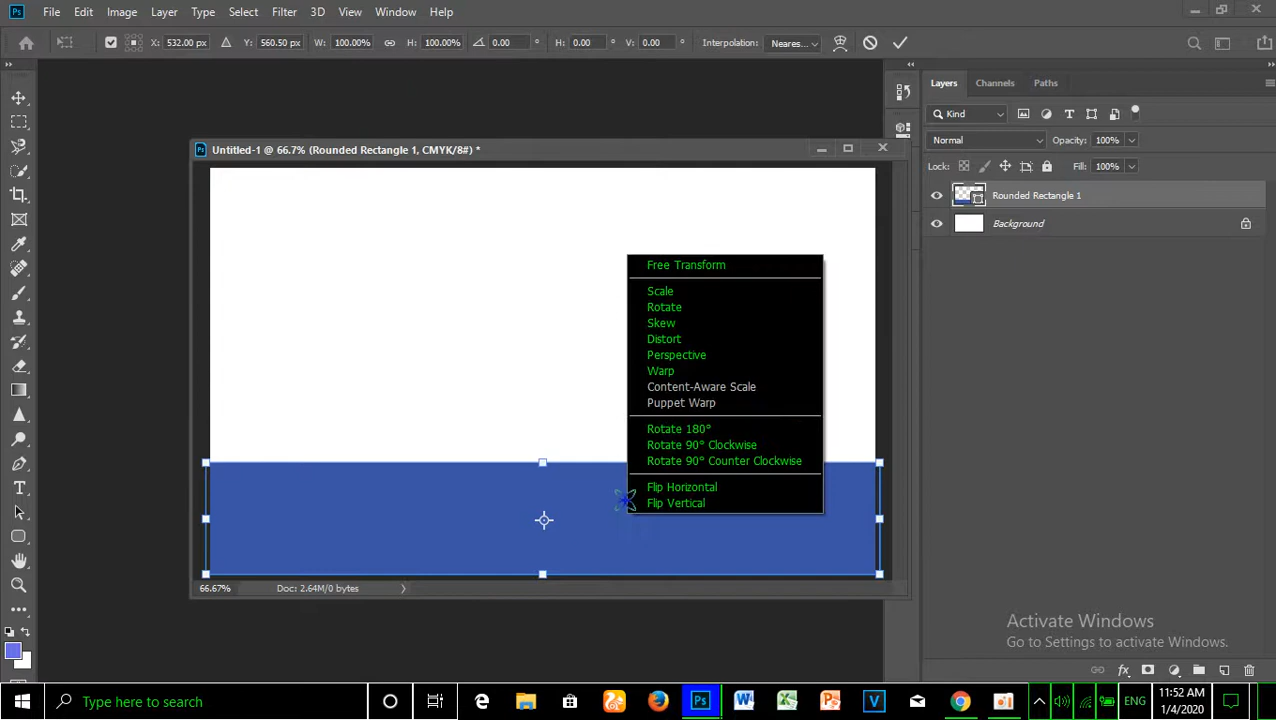 Ps File Edit Image Layer Type Select Filter 3D View Window Help
X: 532.00 px Y: 560.50 px W: 100.00% H: 100.00% 0.00 ° H: 0.00 ° V: 0.00 ° Interpolation: Neares...
Layers Channels Paths
Kind
Untitled-1 @ 66.7% (Rounded Rectangle 1, CMYK/8#) *
Normal Opacity: 100%
Lock: Fill: 100%
Rounded Rectangle 1
Background
Free Transform
Scale
Rotate
Skew
Distort
Perspective
Warp
Content-Aware Scale
Puppet Warp
Rotate 180°
Rotate 90° Clockwise
Rotate 90° Counter Clockwise
Flip Horizontal
Flip Vertical
66.67% Doc: 2.64M/0 bytes
Activate Windows
Go to Settings to activate Windows.
Type here to search
ENG
11:52 AM
1/4/2020